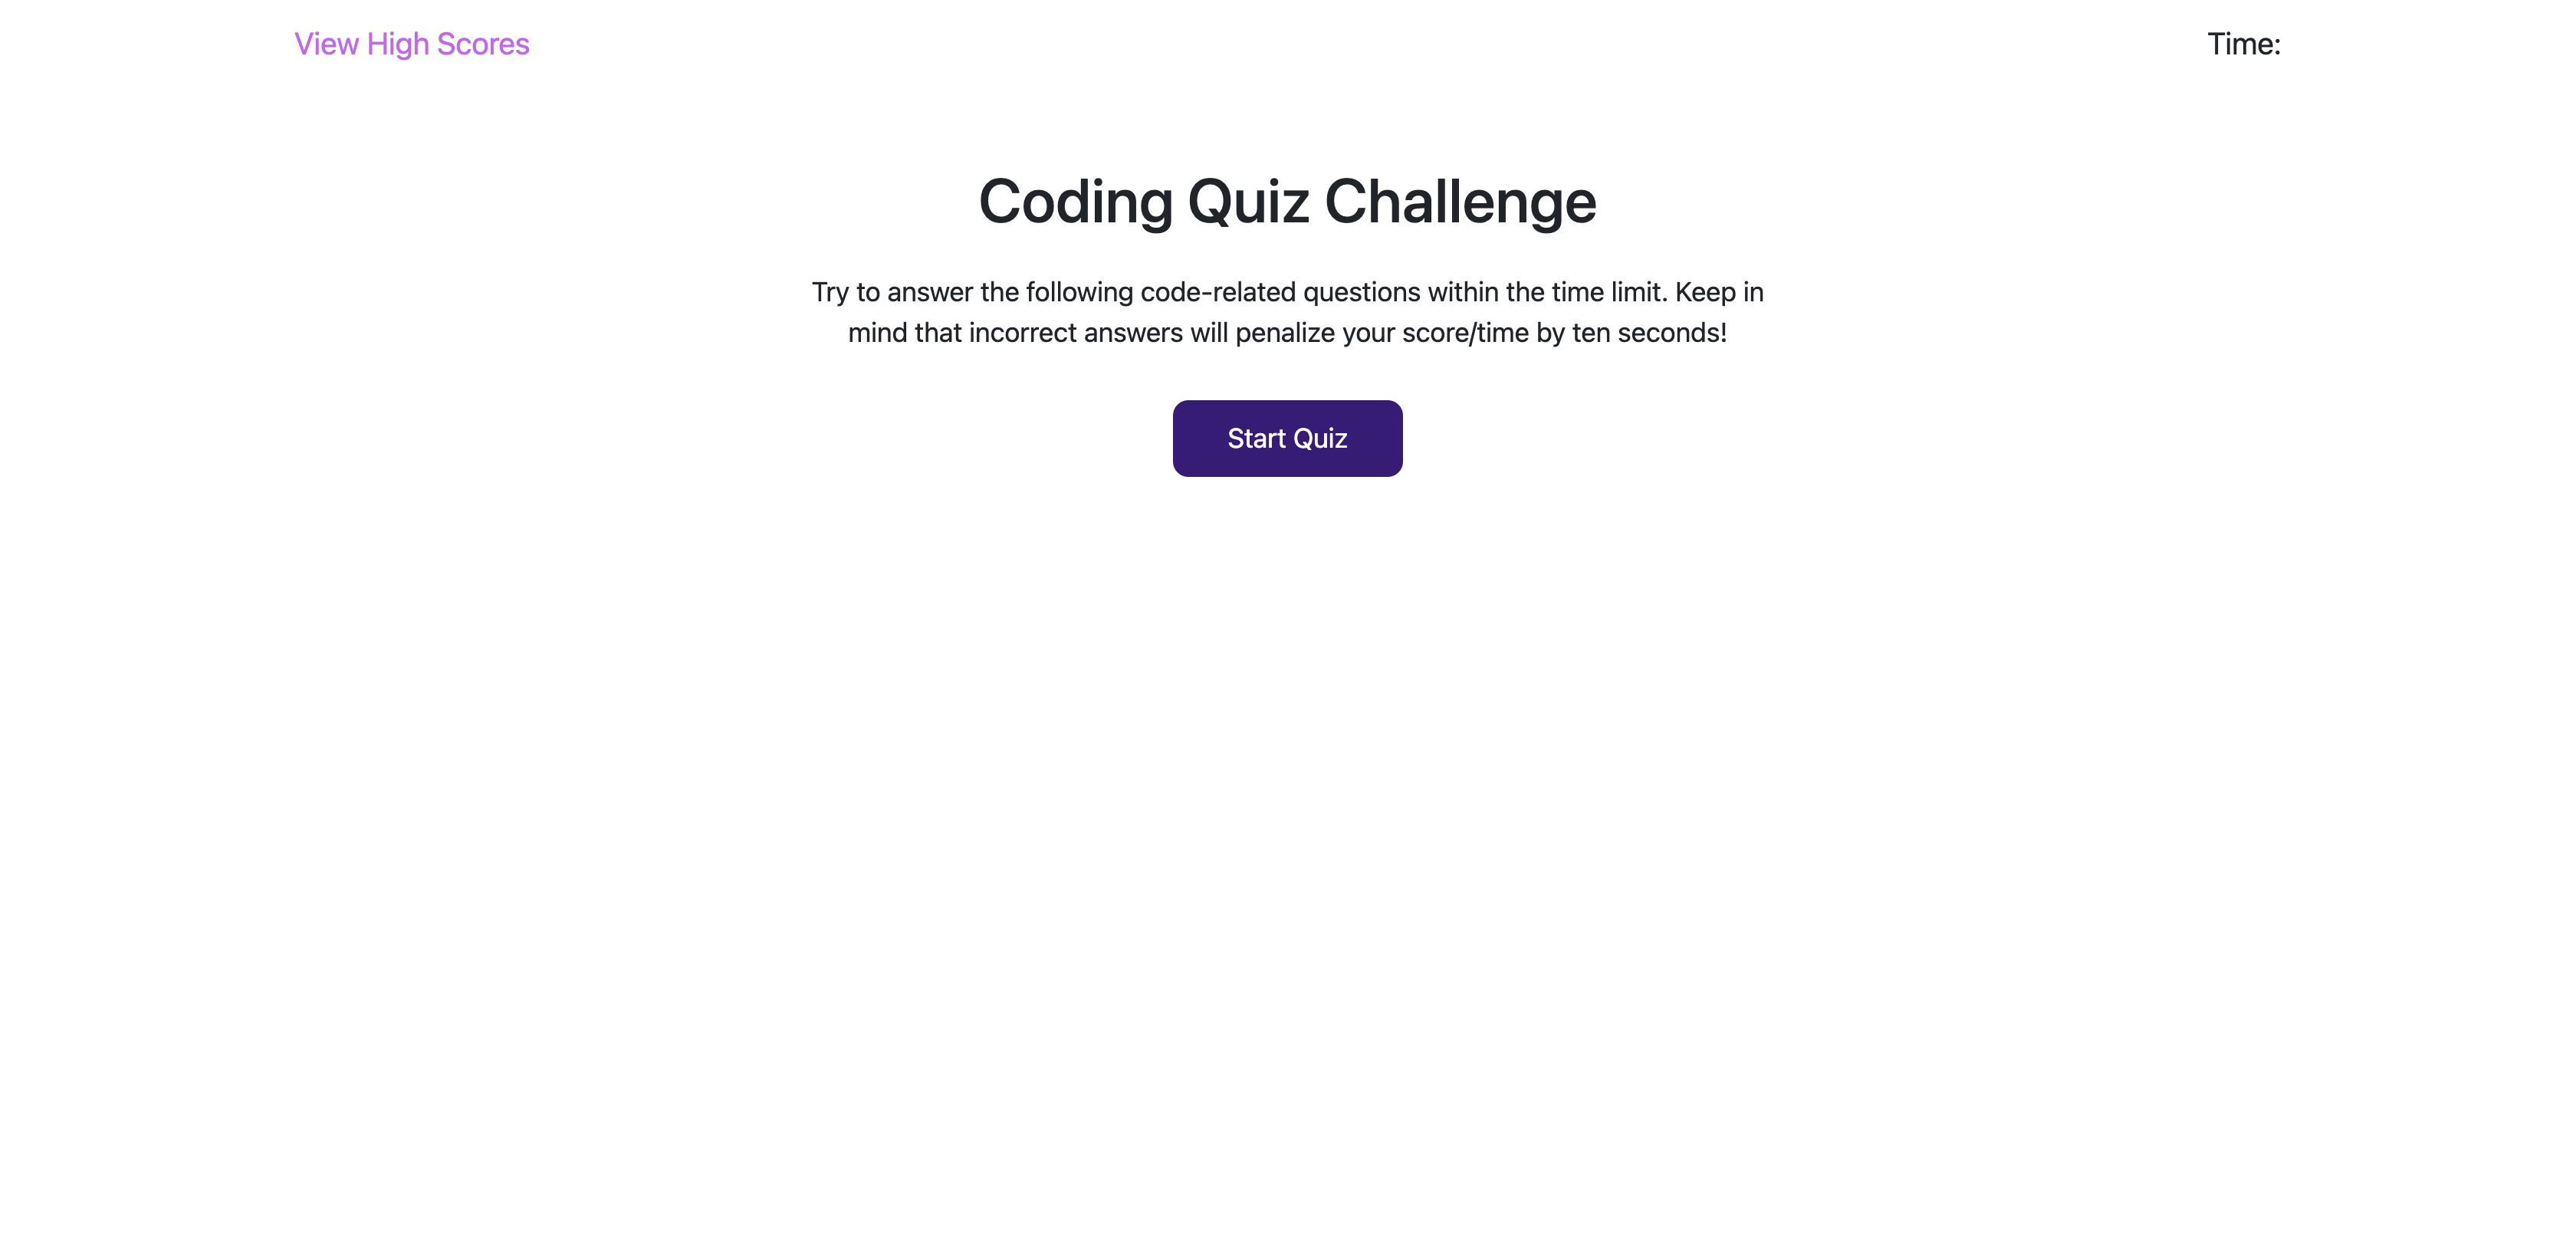 View High Scores
Time:
Coding Quiz Challenge
Try to answer the following code-related questions within the time limit. Keep in
mind that incorrect answers will penalize your score/time by ten seconds!
Start Quiz